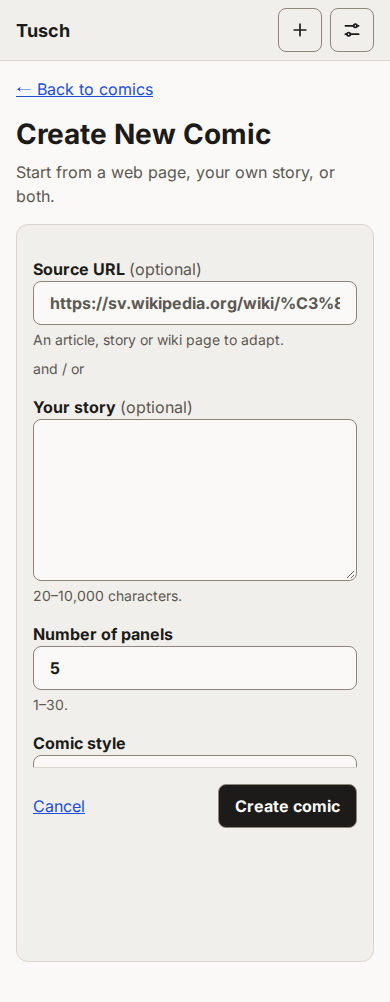 Tusch
← Back to comics
Create New Comic
Start from a web page, your own story, or
both.
Source URL (optional)
https://sv.wikipedia.org/wiki/%C3%8
An article, story or wiki page to adapt.
and / or
Your story (optional)
20–10,000 characters.
Number of panels
5
1–30.
Comic style
Cancel
Create comic